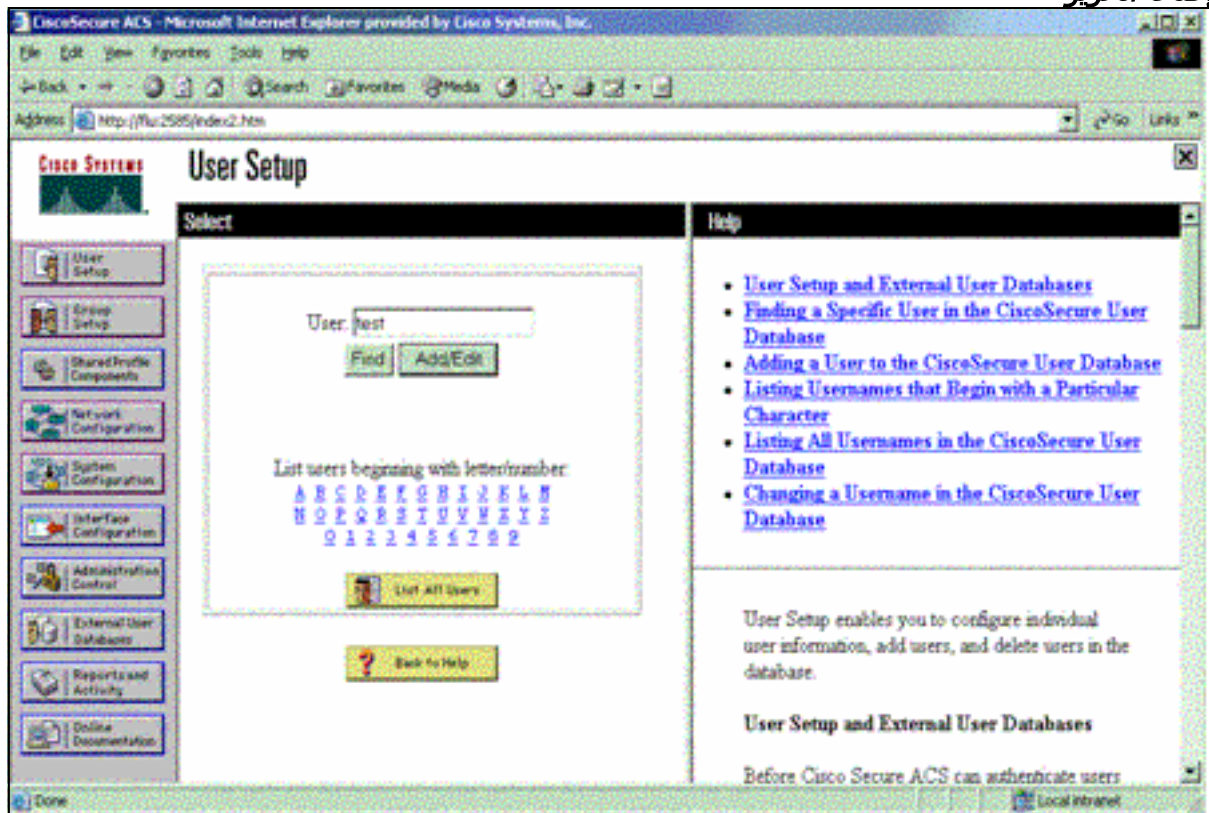 CiscoSecure ACS - Microsoft Internet Explorer provided by Cisco Systems, Inc.
File Edit View Favorites Tools Help
Back Search Favorites Media
Address http://flu:2585/index2.htm Go Links »
CISCO SYSTEMS
User Setup
Select
Help
User Setup
Group Setup
Shared Profile Components
Network Configuration
System Configuration
Interface Configuration
Administration Control
External User Databases
Reports and Activity
Online Documentation
User: test
Find Add/Edit
List users beginning with letter/number:
A B C D E F G H I J K L M
N O P Q R S T U V W X Y Z
0 1 2 3 4 5 6 7 8 9
List All Users
Back to Help
User Setup and External User Databases
Finding a Specific User in the CiscoSecure User
Database
Adding a User to the CiscoSecure User Database
Listing Usernames that Begin with a Particular
Character
Listing All Usernames in the CiscoSecure User
Database
Changing a Username in the CiscoSecure User
Database
User Setup enables you to configure individual
user information, add users, and delete users in the
database.
User Setup and External User Databases
Before Cisco Secure ACS can authenticate users
Done
Local intranet